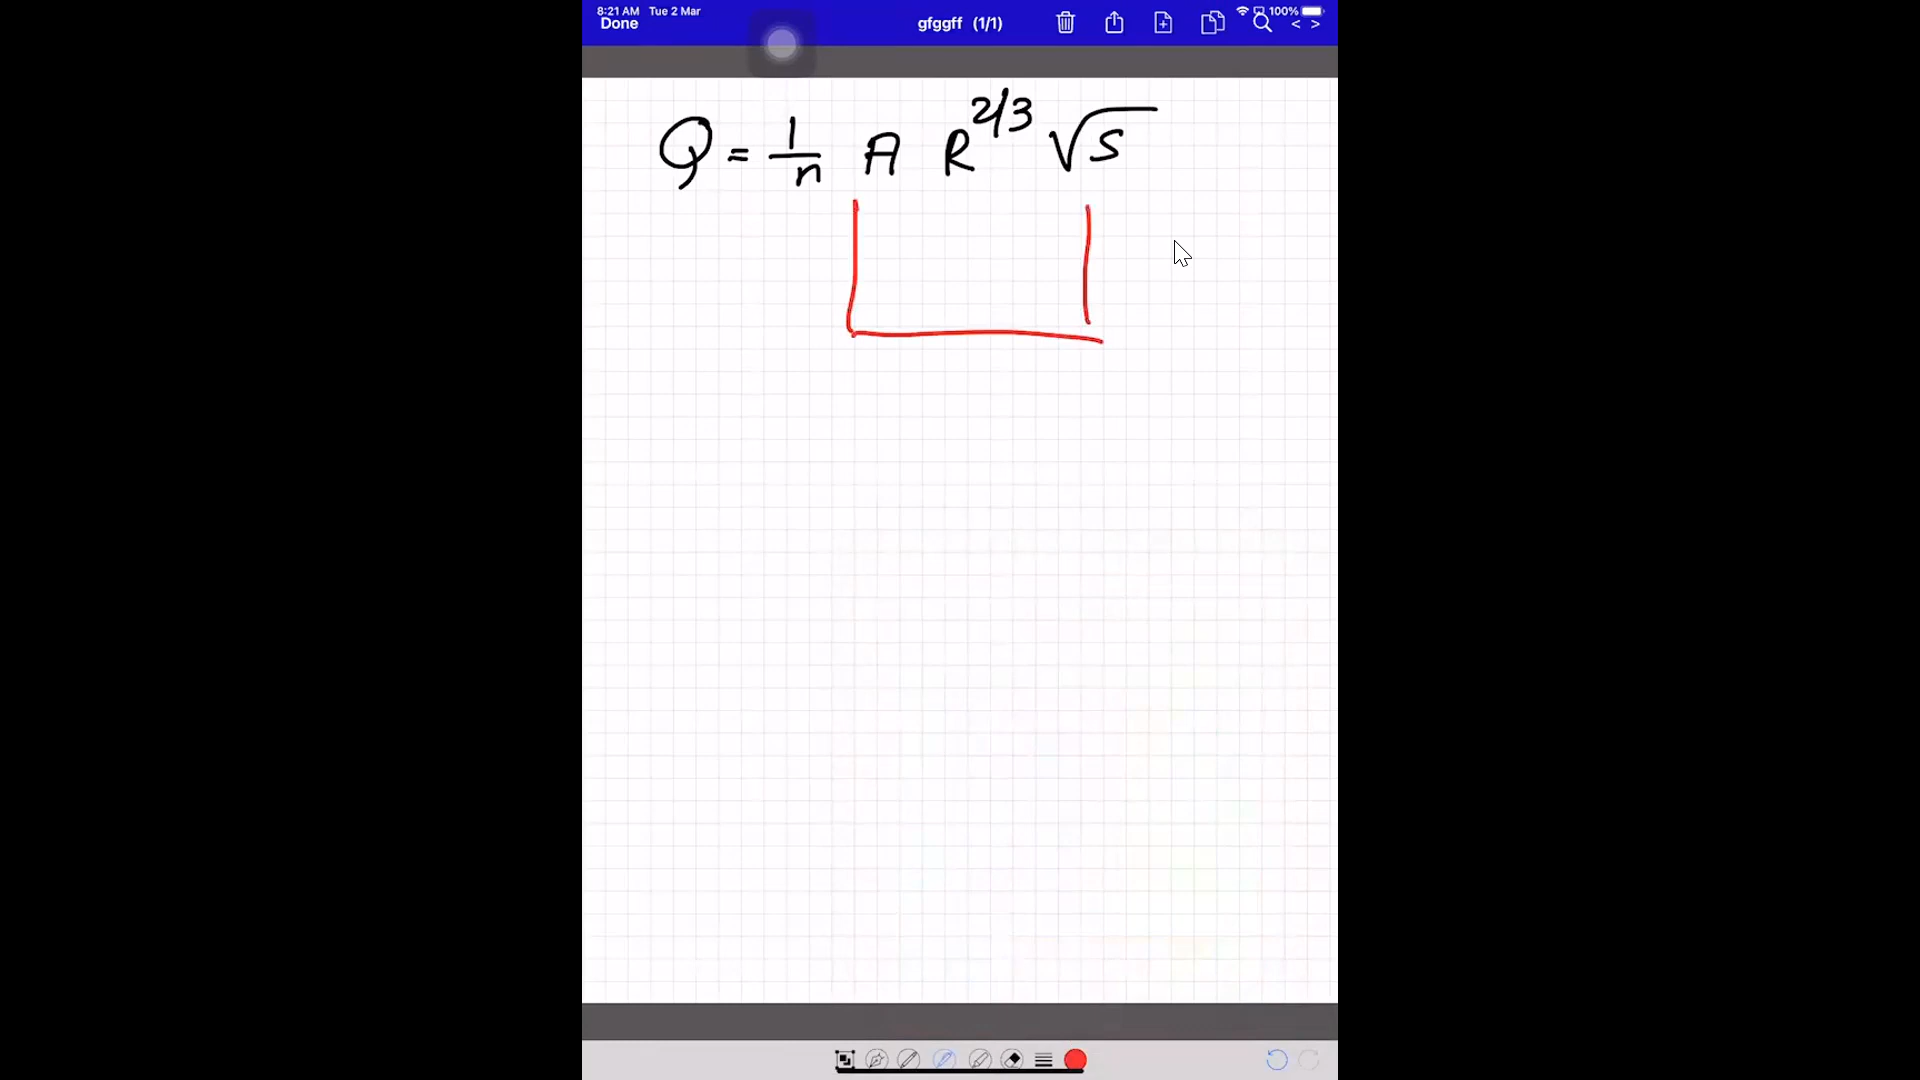 8:21 AM Tue 2 Mar 100%
Done gfggff (1/1) < >
Q = 1/n A R^2/3 √S